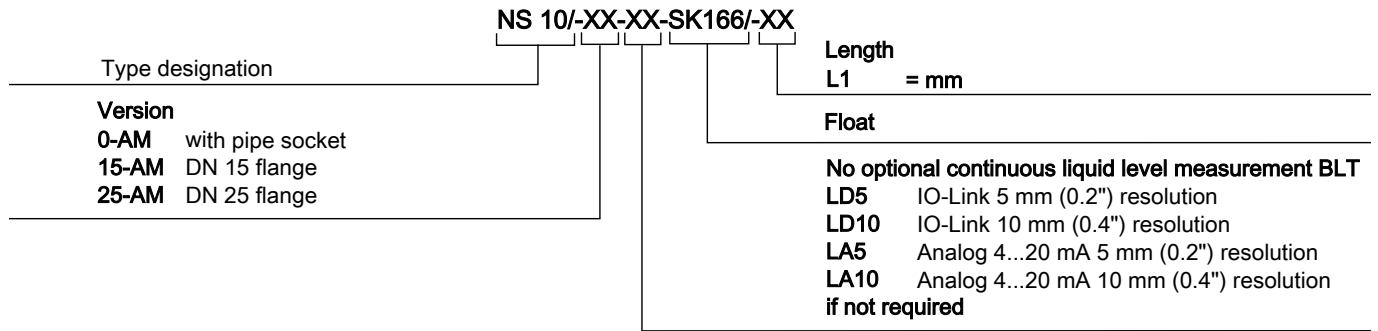 NS 10/-XX-XX-SK166/-XX
Type designation
Version
0-AM with pipe socket
15-AM DN 15 flange
25-AM DN 25 flange
Length
L1 = mm
Float
No optional continuous liquid level measurement BLT
LD5 IO-Link 5 mm (0.2") resolution
LD10 IO-Link 10 mm (0.4") resolution
LA5 Analog 4...20 mA 5 mm (0.2") resolution
LA10 Analog 4...20 mA 10 mm (0.4") resolution
if not required